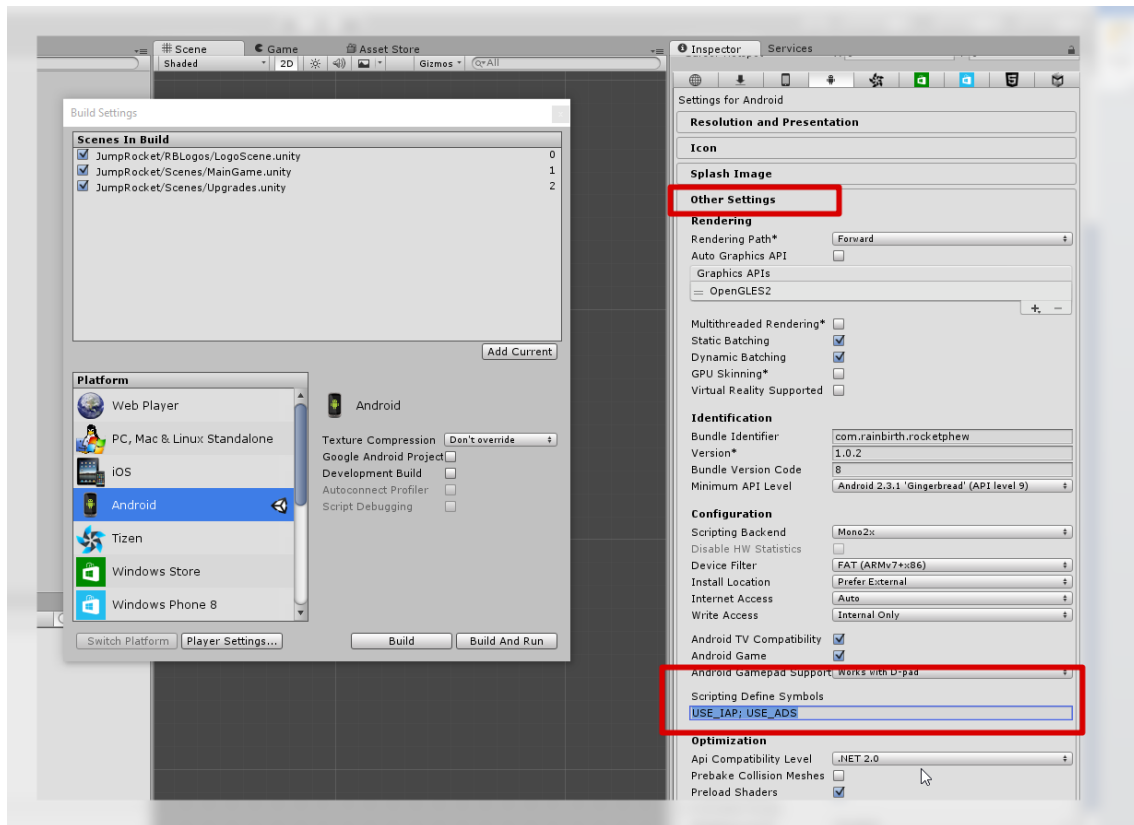 Scene
Game
Asset Store
Shaded
2D
Gizmos
All
Build Settings
Scenes In Build
JumpRocket/RBLogos/LogoScene.unity 0
JumpRocket/Scenes/MainGame.unity 1
JumpRocket/Scenes/Upgrades.unity 2
Add Current
Platform
Web Player
PC, Mac & Linux Standalone
iOS
Android
Tizen
Windows Store
Windows Phone 8
Android
Texture Compression Don't override
Google Android Project
Development Build
Autoconnect Profiler
Script Debugging
Switch Platform
Player Settings...
Build
Build And Run
Inspector
Services
Settings for Android
Resolution and Presentation
Icon
Splash Image
Other Settings
Rendering
Rendering Path* Forward
Auto Graphics API
Graphics APIs
OpenGLES2
Multithreaded Rendering*
Static Batching
Dynamic Batching
GPU Skinning*
Virtual Reality Supported
Identification
Bundle Identifier com.rainbirth.rocketphew
Version* 1.0.2
Bundle Version Code 8
Minimum API Level Android 2.3.1 'Gingerbread' (API level 9)
Configuration
Scripting Backend Mono2x
Disable HW Statistics
Device Filter FAT (ARMv7+x86)
Install Location Prefer External
Internet Access Auto
Write Access Internal Only
Android TV Compatibility
Android Game
Android Gamepad Support Works with D-pad
Scripting Define Symbols
USE_IAP; USE_ADS
Optimization
Api Compatibility Level .NET 2.0
Prebake Collision Meshes
Preload Shaders